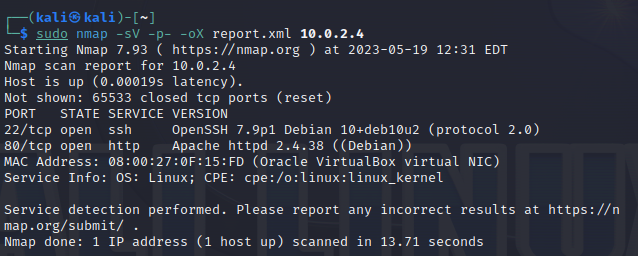 ┌──(kali㉿kali)-[~]
└─$ sudo nmap -sV -p- -oX report.xml 10.0.2.4
Starting Nmap 7.93 ( https://nmap.org ) at 2023-05-19 12:31 EDT
Nmap scan report for 10.0.2.4
Host is up (0.00019s latency).
Not shown: 65533 closed tcp ports (reset)
PORT   STATE SERVICE VERSION
22/tcp open  ssh     OpenSSH 7.9p1 Debian 10+deb10u2 (protocol 2.0)
80/tcp open  http    Apache httpd 2.4.38 ((Debian))
MAC Address: 08:00:27:0F:15:FD (Oracle VirtualBox virtual NIC)
Service Info: OS: Linux; CPE: cpe:/o:linux:linux_kernel

Service detection performed. Please report any incorrect results at https://n
map.org/submit/ .
Nmap done: 1 IP address (1 host up) scanned in 13.71 seconds